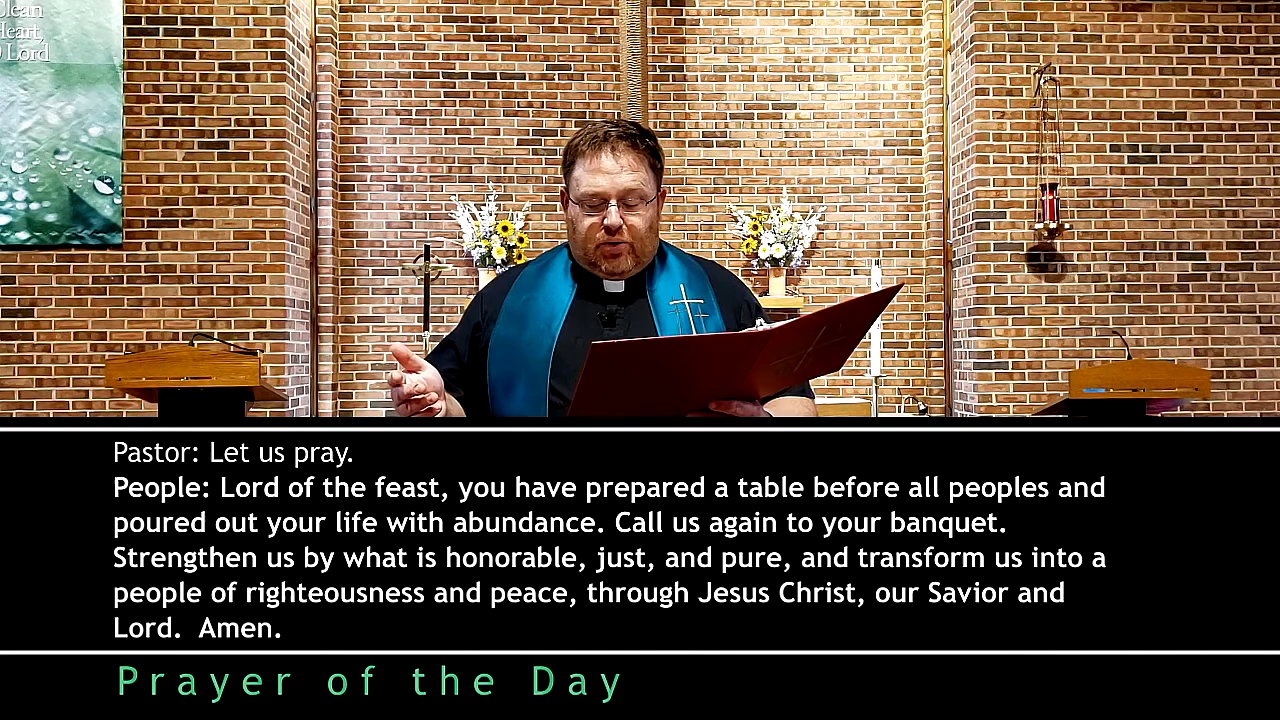 Clean
Heart,
O Lord
Pastor: Let us pray.
People: Lord of the feast, you have prepared a table before all peoples and
poured out your life with abundance. Call us again to your banquet.
Strengthen us by what is honorable, just, and pure, and transform us into a
people of righteousness and peace, through Jesus Christ, our Savior and
Lord.  Amen.
Prayer of the Day